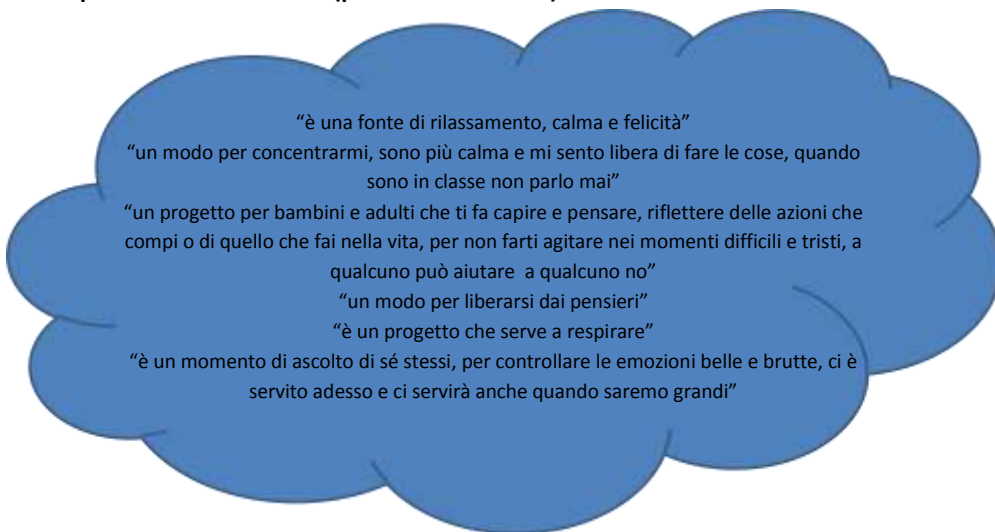 “è una fonte di rilassamento, calma e felicità”
“un modo per concentrarmi, sono più calma e mi sento libera di fare le cose, quando
sono in classe non parlo mai”
“un progetto per bambini e adulti che ti fa capire e pensare, riflettere delle azioni che
compi o di quello che fai nella vita, per non farti agitare nei momenti difficili e tristi, a
qualcuno può aiutare  a qualcuno no”
“un modo per liberarsi dai pensieri”
“è un progetto che serve a respirare”
“è un momento di ascolto di sé stessi, per controllare le emozioni belle e brutte, ci è
servito adesso e ci servirà anche quando saremo grandi”